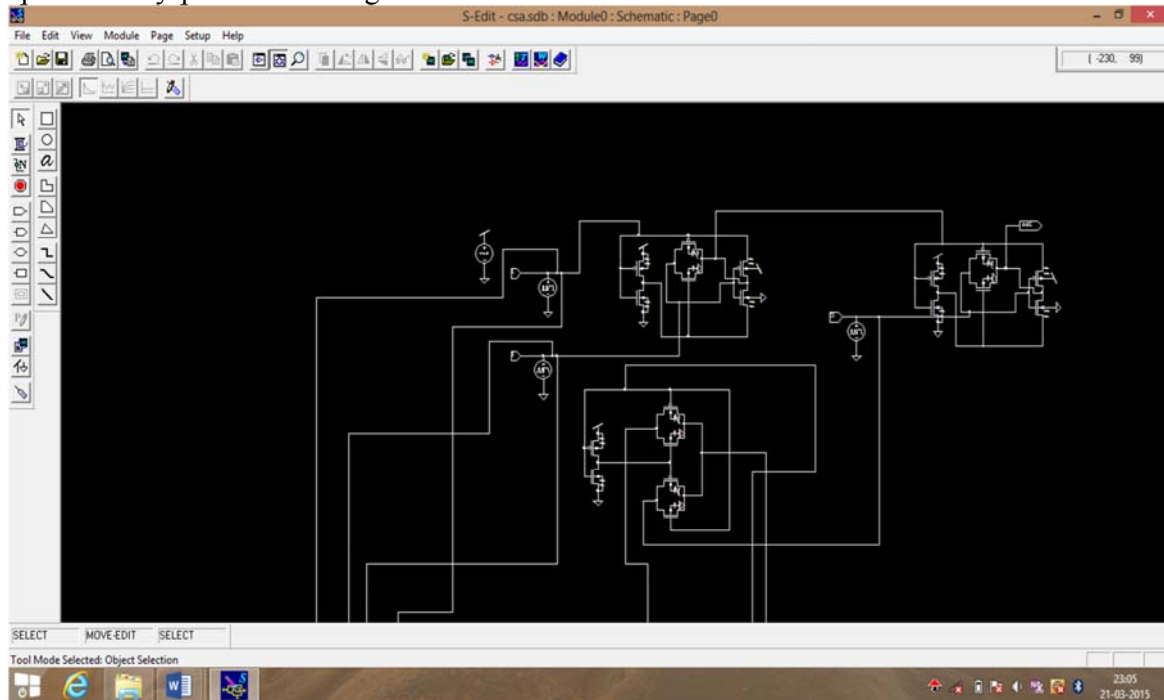 S-Edit - csa.sdb : Module0 : Schematic : Page0
File Edit View Module Page Setup Help
( -230, 99)
SELECT MOVE-EDIT SELECT
Tool Mode Selected: Object Selection
23:05
21-03-2015